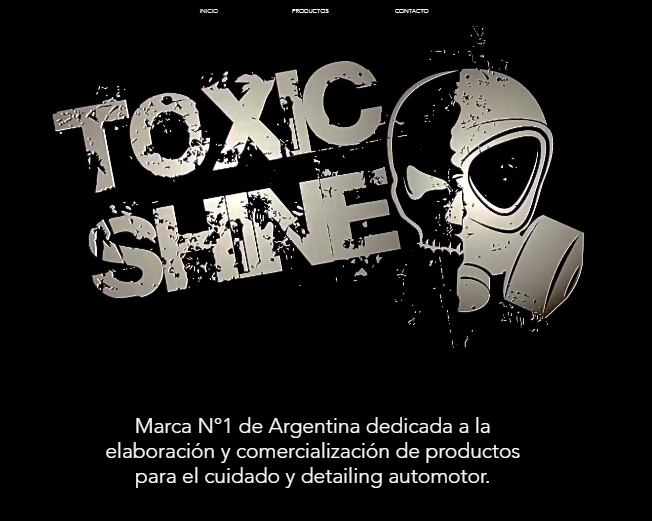 INICIO PRODUCTOS CONTACTO
TOXIC
SHINE
Marca Nº1 de Argentina dedicada a la
elaboración y comercialización de productos
para el cuidado y detailing automotor.